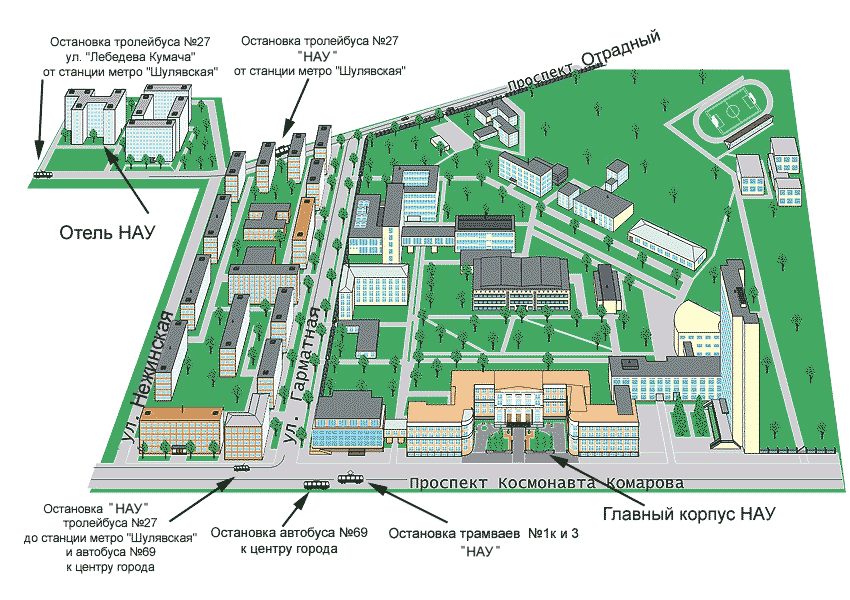 Остановка тролейбуса №27
ул. "Лебедева Кумача"
от станции метро "Шулявская"
Остановка тролейбуса №27
"НАУ"
от станции метро "Шулявская"
Проспект Отрадный
Отель НАУ
ул. Нежинская
ул. Гарматная
Проспект Космонавта Комарова
Главный корпус НАУ
Остановка "НАУ"
тролейбуса №27
до станции метро "Шулявская"
и автобуса №69
к центру города
Остановка автобуса №69
к центру города
Остановка трамваев №1к и 3
"НАУ"